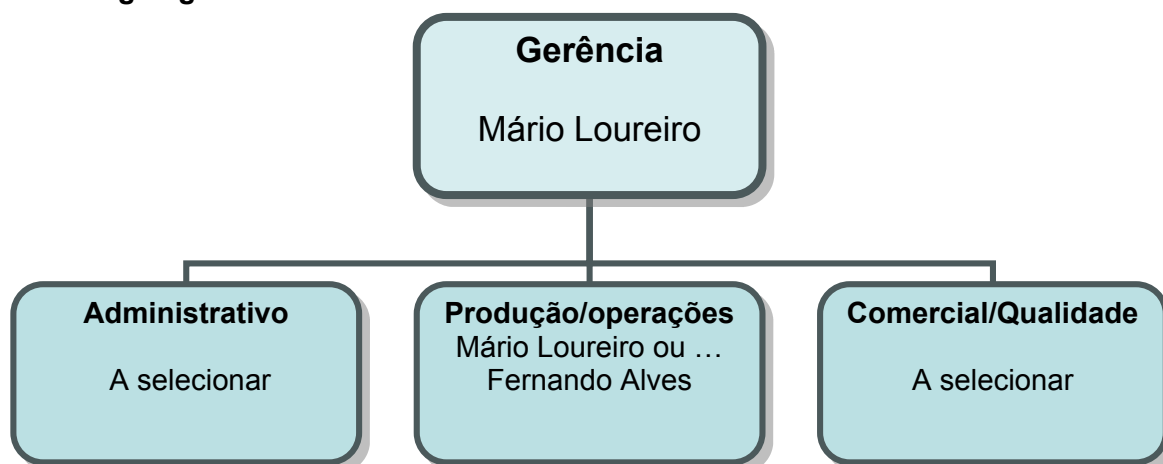 Gerência
Mário Loureiro
Administrativo
A selecionar
Produção/operações
Mário Loureiro ou …
Fernando Alves
Comercial/Qualidade
A selecionar